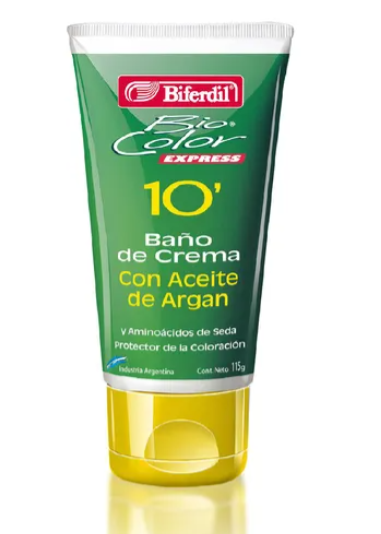 Biferdil®
Bio®
Color
EXPRESS
10'
Baño
de Crema
Con Aceite
de Argan
y Aminoácidos de Seda
Protector de la Coloración
Industria Argentina
Cont. Neto 115g